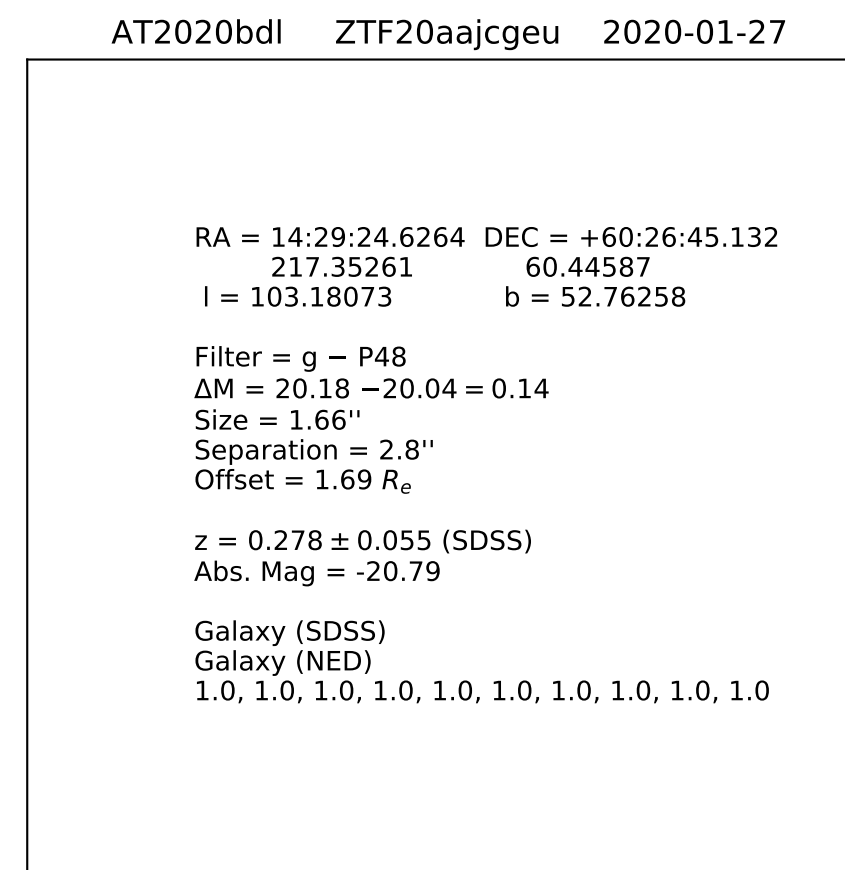 AT2020bdl ZTF20aajcgeu 2020-01-27
RA = 14:29:24.6264 DEC = +60:26:45.132
217.35261 60.44587
l = 103.18073 b = 52.76258
Filter = g − P48
ΔM = 20.18 −20.04 = 0.14
Size = 1.66''
Separation = 2.8''
Offset = 1.69 Re
z = 0.278 ± 0.055 (SDSS)
Abs. Mag = -20.79
Galaxy (SDSS)
Galaxy (NED)
1.0, 1.0, 1.0, 1.0, 1.0, 1.0, 1.0, 1.0, 1.0, 1.0